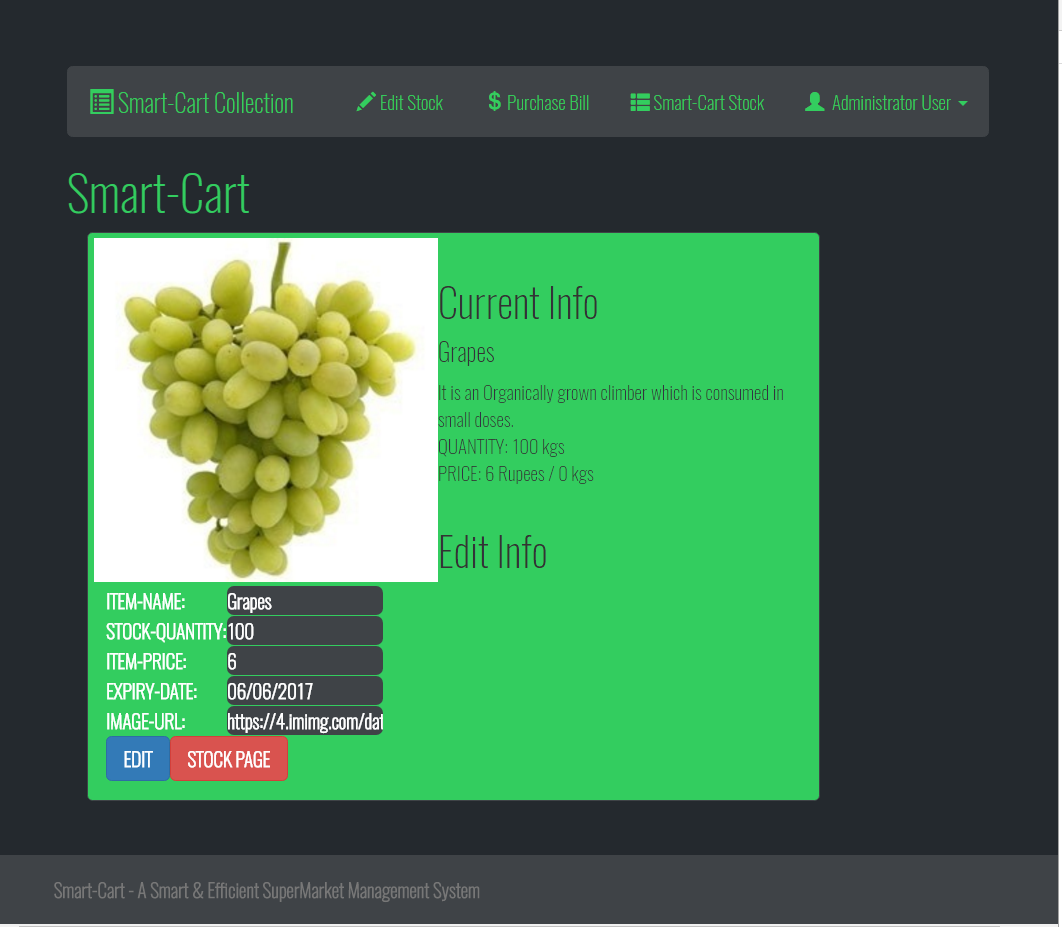 Smart-Cart Collection Edit Stock Purchase Bill Smart-Cart Stock Administrator User
Smart-Cart
Current Info
Grapes
It is an Organically grown climber which is consumed in
small doses.
QUANTITY: 100 kgs
PRICE: 6 Rupees / 0 kgs
Edit Info
ITEM-NAME: Grapes
STOCK-QUANTITY: 100
ITEM-PRICE: 6
EXPIRY-DATE: 06/06/2017
IMAGE-URL: https://4.imimg.com/dat
EDIT STOCK PAGE
Smart-Cart - A Smart & Efficient SuperMarket Management System